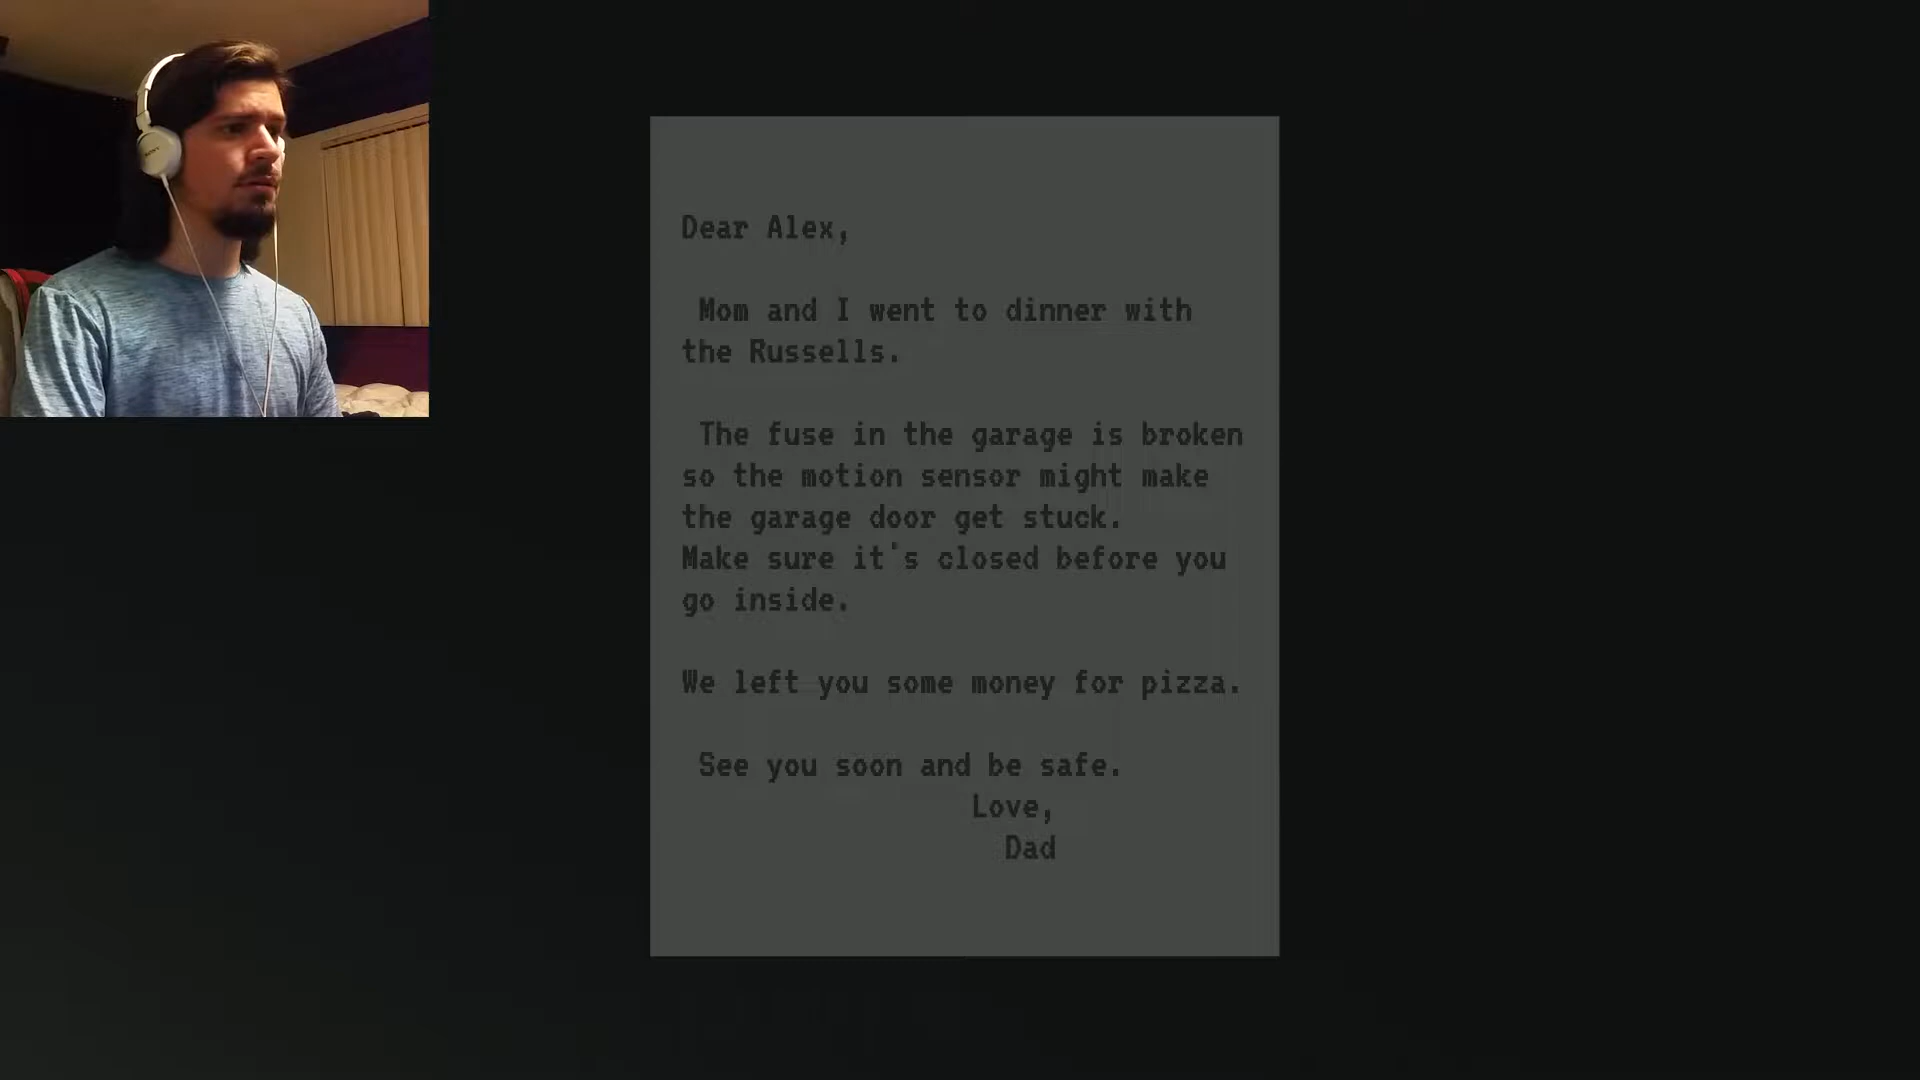 Dear Alex,
Mom and I went to dinner with
the Russells.
The fuse in the garage is broken
so the motion sensor might make
the garage door get stuck.
Make sure it's closed before you
go inside.
We left you some money for pizza.
See you soon and be safe.
Love,
Dad